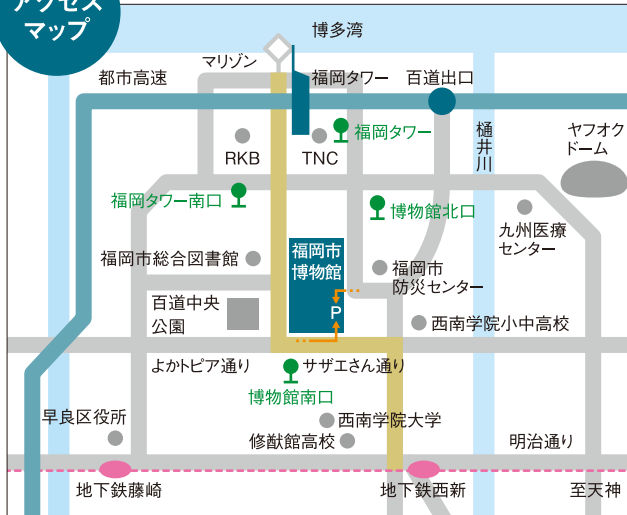 アクセス
マップ
博多湾
マリゾン
都市高速
福岡タワー
百道出口
福岡タワー
樋井川
ヤフオク
ドーム
RKB
TNC
福岡タワー南口
博物館北口
九州医療
センター
福岡市総合図書館
福岡市
博物館
福岡市
防災センター
百道中央
公園
P
西南学院小中高校
よかトピア通り
サザエさん通り
博物館南口
早良区役所
西南学院大学
修猷館高校
明治通り
地下鉄藤崎
地下鉄西新
至天神